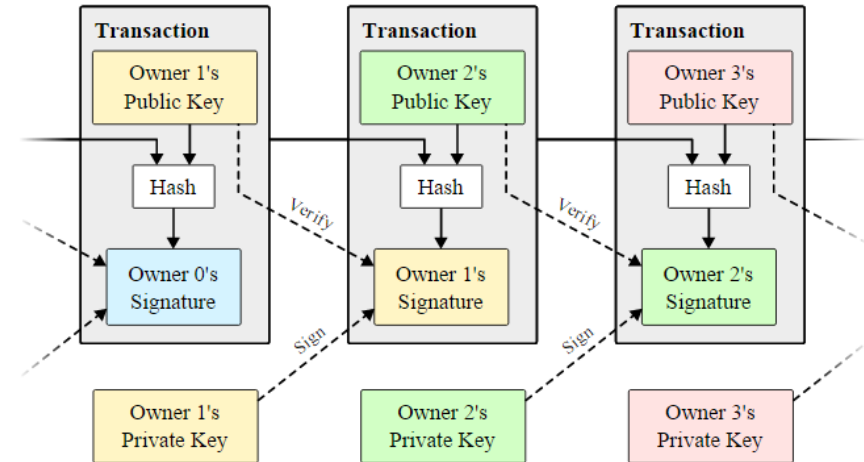 Transaction
Transaction
Transaction
Owner 1's
Public Key
Owner 2's
Public Key
Owner 3's
Public Key
Hash
Hash
Hash
Verify
Verify
Owner 0's
Signature
Owner 1's
Signature
Owner 2's
Signature
Sign
Sign
Owner 1's
Private Key
Owner 2's
Private Key
Owner 3's
Private Key